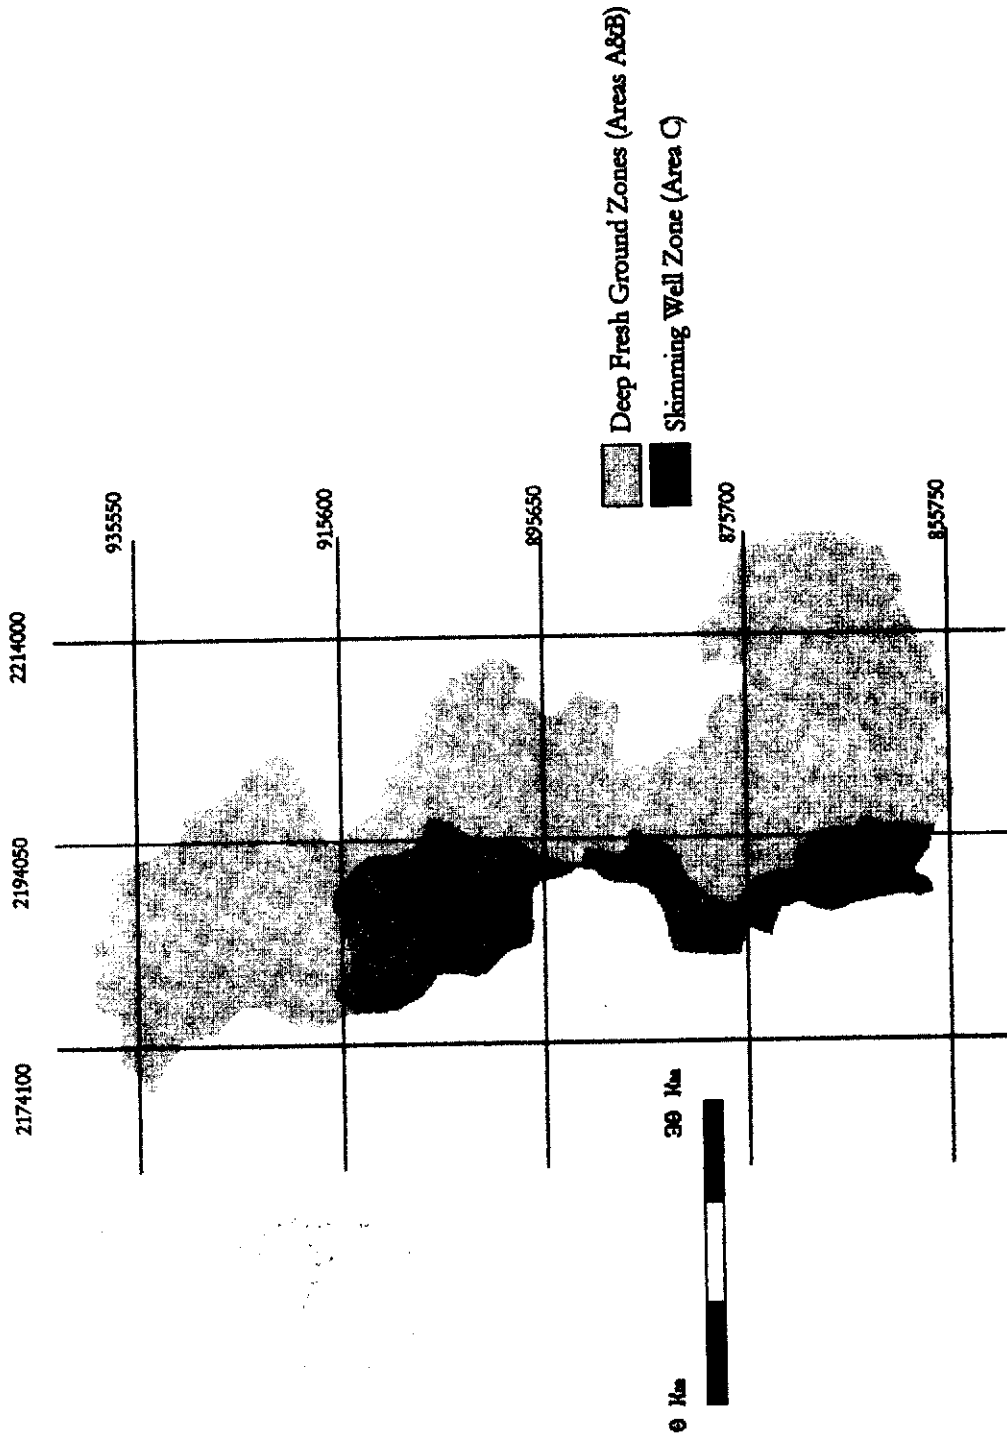 2174100
2194050
2214000
935550
915600
895650
875700
855750
Deep Fresh Ground Zones (Areas A&B)
Skimming Well Zone (Area C)
0 Km
30 Km